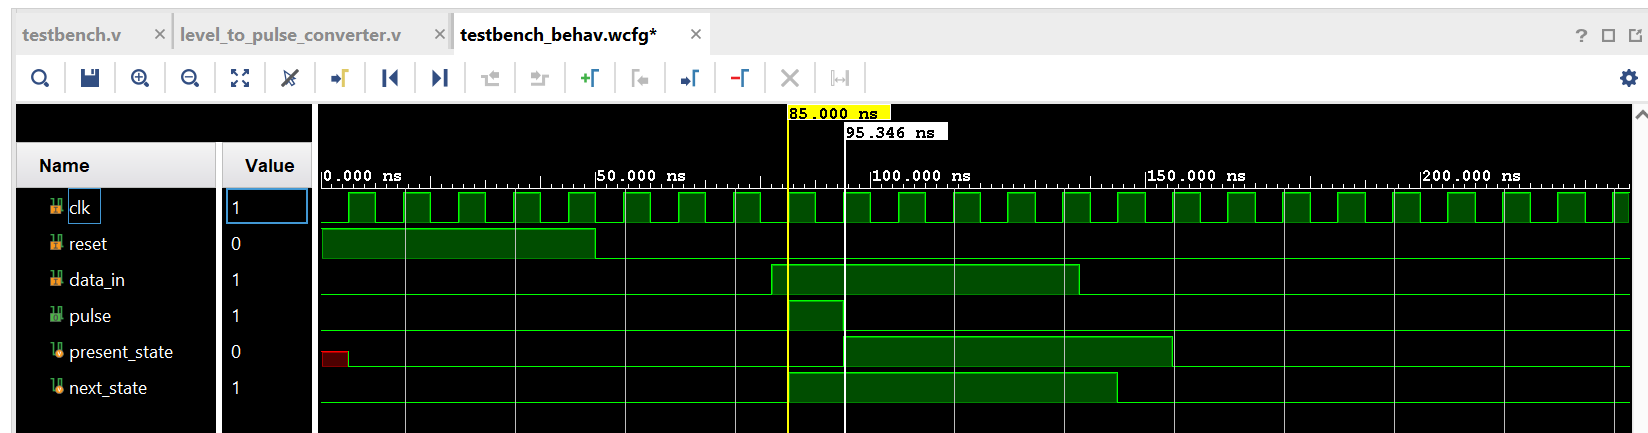 testbench.v × level_to_pulse_converter.v × testbench_behav.wcfg* × ?
85.000 ns
95.346 ns
Name Value 0.000 ns 50.000 ns 100.000 ns 150.000 ns 200.000 ns
clk 1
reset 0
data_in 1
pulse 1
present_state 0
next_state 1